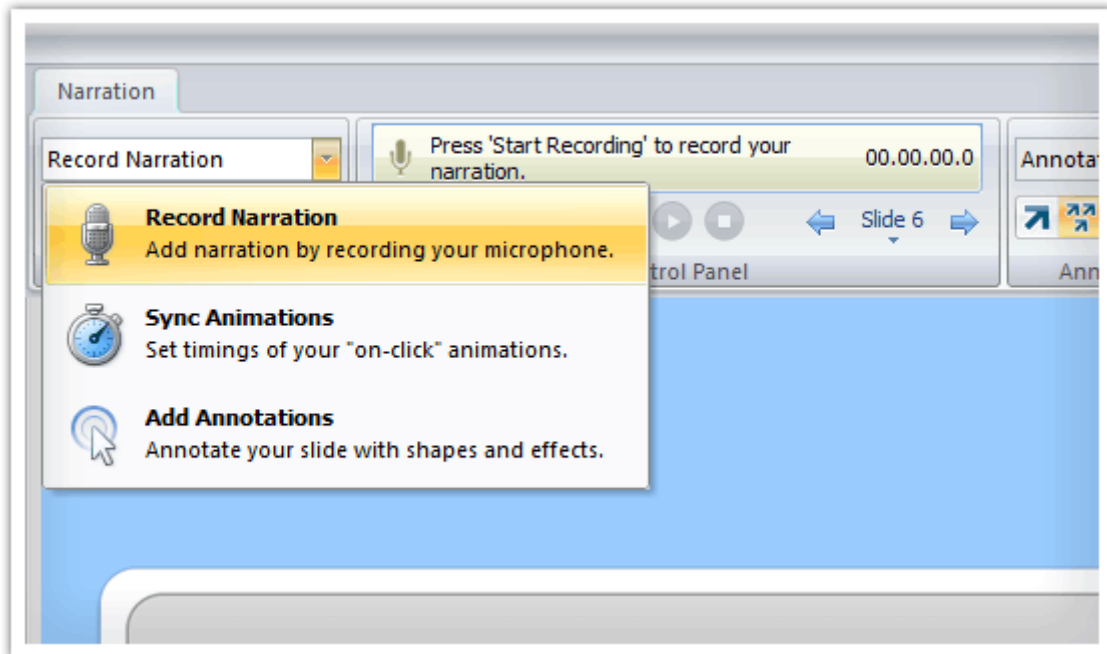 Narration
Record Narration
Press 'Start Recording' to record your
narration.
00.00.00.0
Slide 6
Record Narration
Add narration by recording your microphone.
Sync Animations
Set timings of your "on-click" animations.
Add Annotations
Annotate your slide with shapes and effects.
trol Panel
Annota
Ann